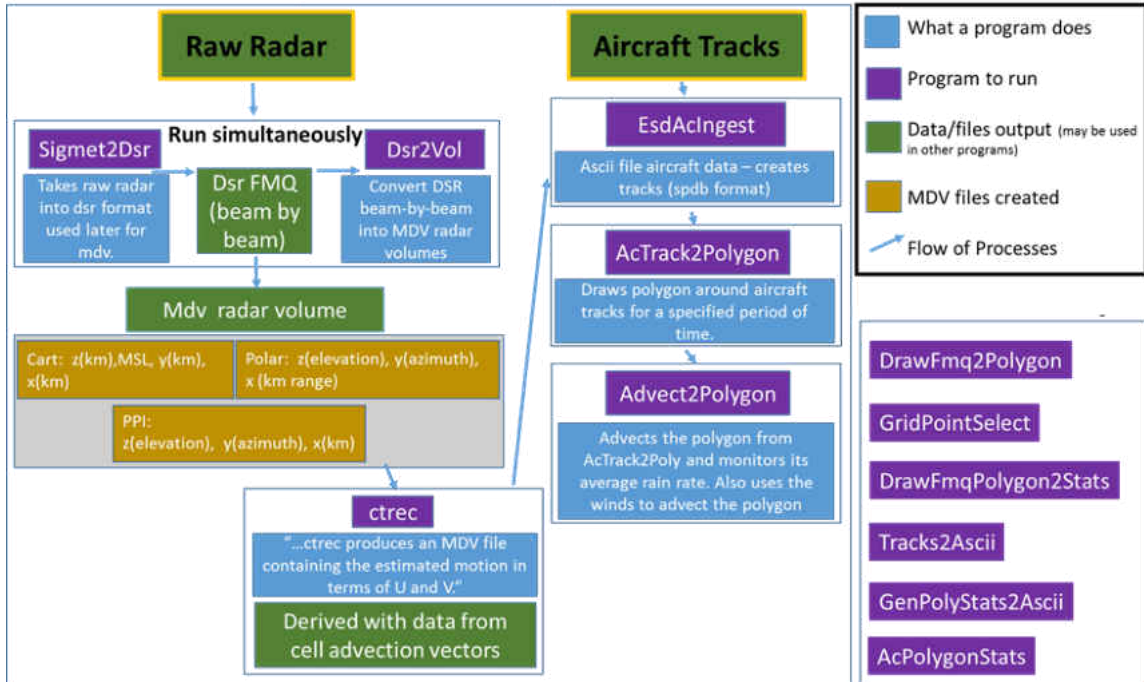 Raw Radar
Run simultaneously
Sigmet2Dsr
Takes raw radar
into dsr format
used later for
mdv.
Dsr FMQ
(beam by
beam)
Dsr2Vol
Convert DSR
beam-by-beam
into MDV radar
volumes
Mdv radar volume
Cart: z(km),MSL, y(km),
x(km)
Polar: z(elevation), y(azimuth),
x (km range)
PPI:
z(elevation), y(azimuth), x(km)
ctrec
“...ctrec produces an MDV file
containing the estimated motion in
terms of U and V.”
Derived with data from
cell advection vectors
Aircraft Tracks
EsdAcIngest
Ascii file aircraft data – creates
tracks (spdb format)
AcTrack2Polygon
Draws polygon around aircraft
tracks for a specified period of
time.
Advect2Polygon
Advects the polygon from
AcTrack2Poly and monitors its
average rain rate. Also uses the
winds to advect the polygon
What a program does
Program to run
Data/files output (may be used
in other programs)
MDV files created
Flow of Processes
DrawFmq2Polygon
GridPointSelect
DrawFmqPolygon2Stats
Tracks2Ascii
GenPolyStats2Ascii
AcPolygonStats